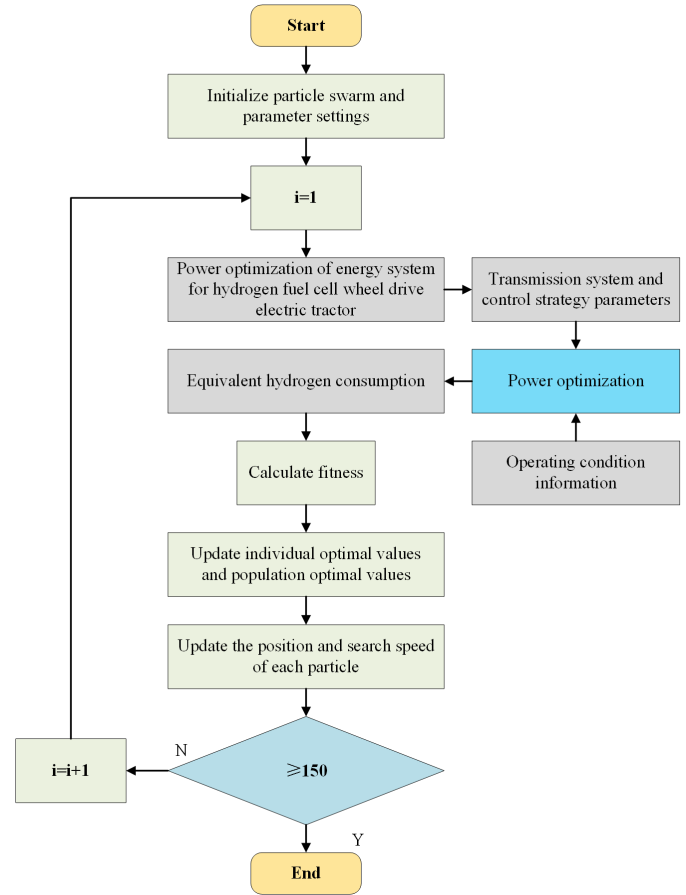 Start
Initialize particle swarm and
parameter settings
i=1
Power optimization of energy system
for hydrogen fuel cell wheel drive
electric tractor
Transmission system and
control strategy parameters
Equivalent hydrogen consumption
Power optimization
Calculate fitness
Operating condition
information
Update individual optimal values
and population optimal values
Update the position and search speed
of each particle
N
i=i+1
⩾150
Y
End